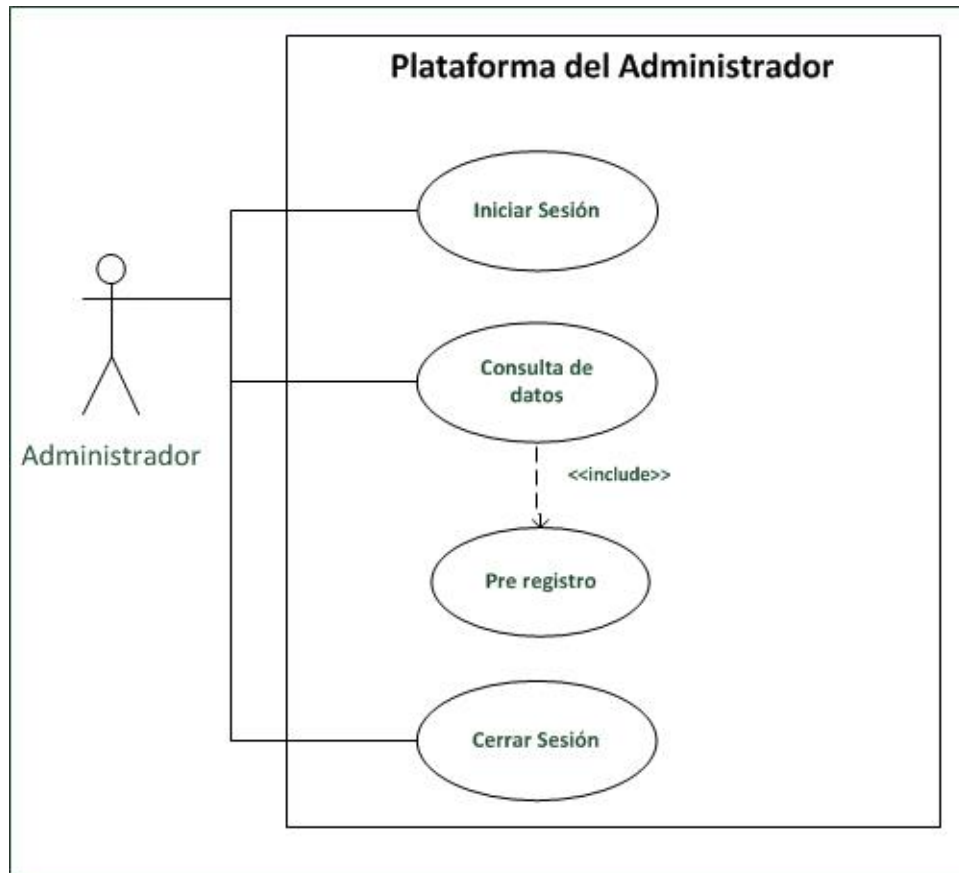 Plataforma del Administrador
Iniciar Sesión
Consulta de
datos
Administrador
<<include>>
Pre registro
Cerrar Sesión